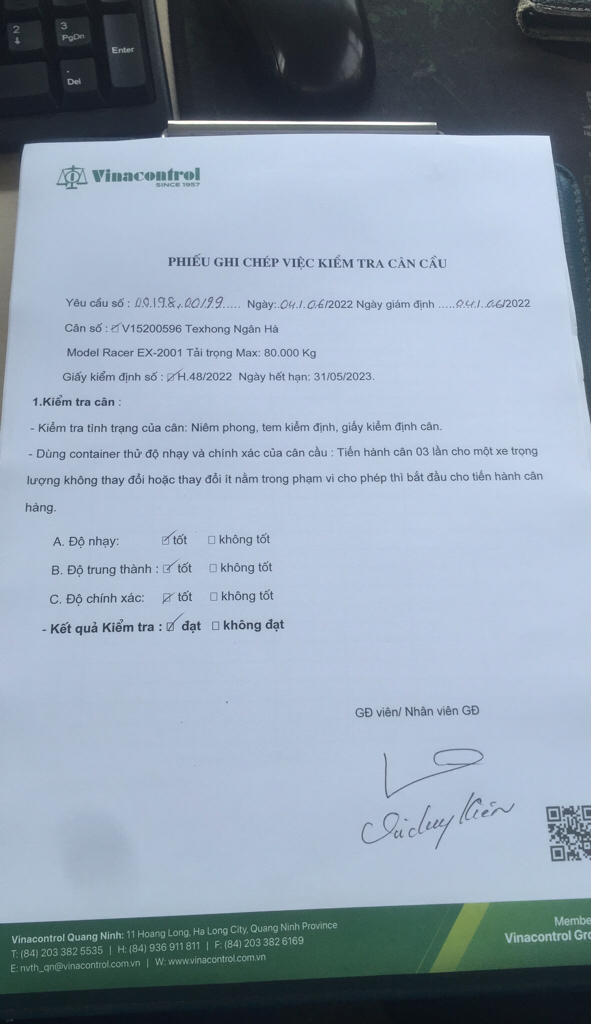 2
3
PgDn
Enter
.
Del
Vinacontrol
SINCE 1957
PHIẾU GHI CHÉP VIỆC KIỂM TRA CÂN CẦU
Yêu cầu số : 00198,00199..... Ngày:.04./.06/2022 Ngày giám định .....04./..06/2022
Cân số : ☑ V15200596 Texhong Ngân Hà
Model Racer EX-2001 Tải trọng Max: 80.000 Kg
Giấy kiểm định số : ☑ H.48/2022 Ngày hết hạn: 31/05/2023.
1.Kiểm tra cân :
- Kiểm tra tình trạng của cân: Niêm phong, tem kiểm định, giấy kiểm định cân.
- Dùng container thử độ nhạy và chính xác của cân cầu : Tiến hành cân 03 lần cho một xe trọng
lượng không thay đổi hoặc thay đổi ít nằm trong phạm vi cho phép thì bắt đầu cho tiến hành cân
hàng.
A. Độ nhạy: ☑ tốt ☐ không tốt
B. Độ trung thành : ☑ tốt ☐ không tốt
C. Độ chính xác: ☑ tốt ☐ không tốt
- Kết quả Kiểm tra : ☑ đạt ☐ không đạt
GĐ viên/ Nhân viên GĐ
Duy Kiên
Vinacontrol Quang Ninh: 11 Hoang Long, Ha Long City, Quang Ninh Province
T: (84) 203 382 5535 | H: (84) 936 911 811 | F: (84) 203 382 6169
E: nvth_qn@vinacontrol.com.vn | W: www.vinacontrol.com.vn
Membe
Vinacontrol Gro